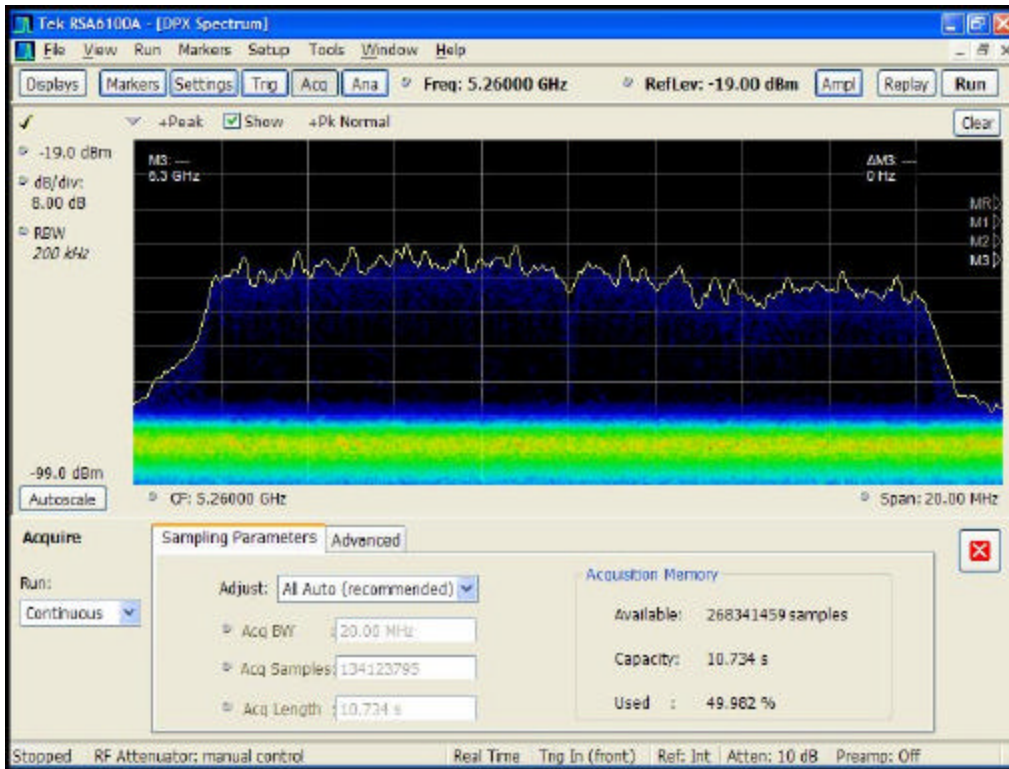 Tek RSA6100A - [DPX Spectrum]
File View Run Markers Setup Tools Window Help
Displays Markers Settings Trig Acq Ana Freq: 5.26000 GHz RefLev: -19.00 dBm Ampl Replay Run
+Peak Show +Pk Normal Clear
-19.0 dBm
dB/div:
8.00 dB
RBW
200 kHz
M3: ---
5.3 GHz
ΔM3: ---
0 Hz
MR
M1
M2
M3
-99.0 dBm
Autoscale CF: 5.26000 GHz Span: 20.00 MHz
Acquire Sampling Parameters Advanced
Run:
Continuous
Adjust: All Auto (recommended)
Acq BW : 20.00 MHz
Acq Samples: 134123795
Acq Length : 10.734 s
Acquisition Memory
Available: 268341459 samples
Capacity: 10.734 s
Used : 49.982 %
Stopped RF Attenuator: manual control Real Time Trig In (front) Ref: Int Atten: 10 dB Preamp: Off